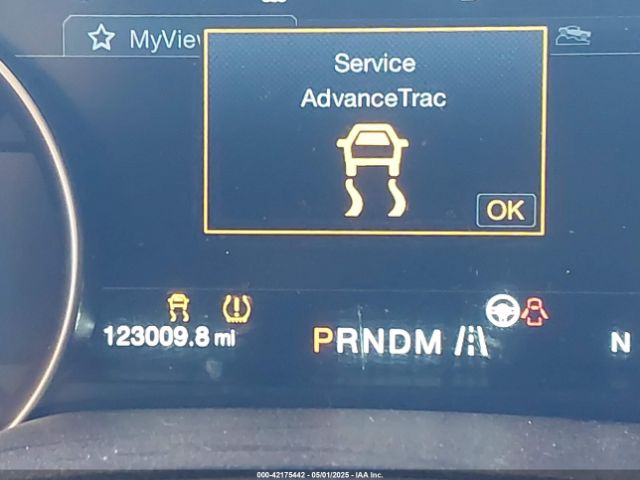 MyView
Service
AdvanceTrac
OK
123009.8 mi
PRNDM
N
000-42175442 - 05/01/2025 - IAA Inc.